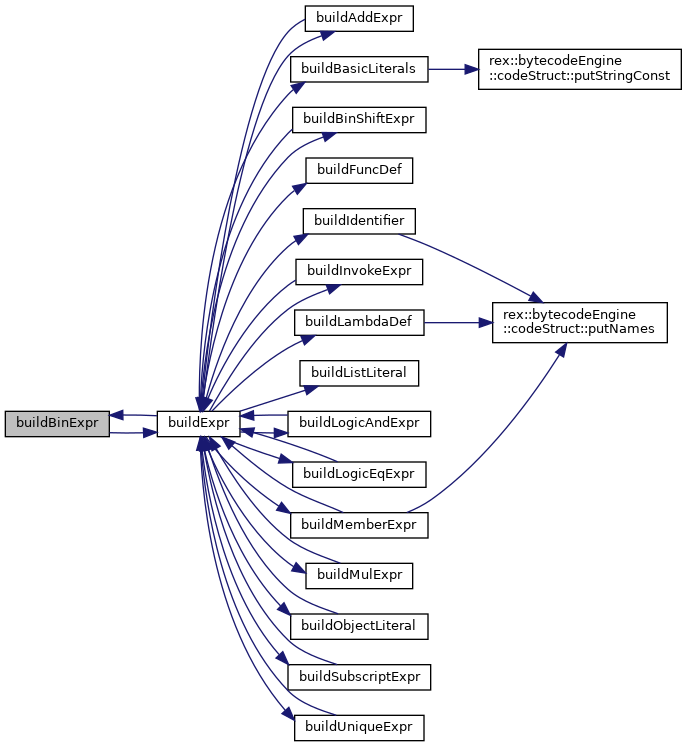 buildAddExpr
buildBasicLiterals
rex::bytecodeEngine
::codeStruct::putStringConst
buildBinShiftExpr
buildFuncDef
buildIdentifier
buildInvokeExpr
buildLambdaDef
rex::bytecodeEngine
::codeStruct::putNames
buildListLiteral
buildBinExpr
buildExpr
buildLogicAndExpr
buildLogicEqExpr
buildMemberExpr
buildMulExpr
buildObjectLiteral
buildSubscriptExpr
buildUniqueExpr